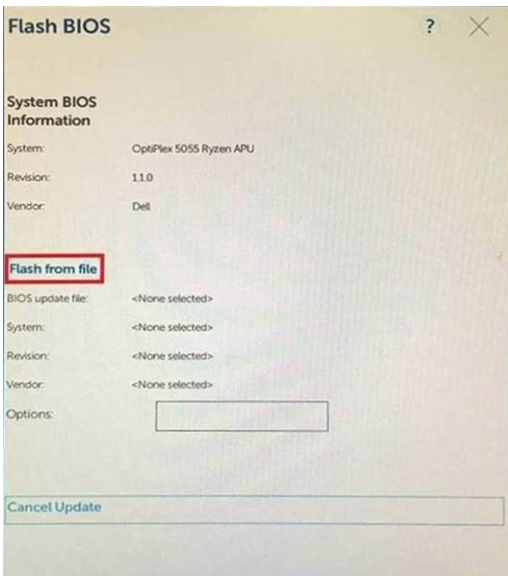 Flash BIOS ?
System BIOS
Information
System: OptiPlex 5055 Ryzen APU
Revision: 1.1.0
Vendor: Dell
Flash from file
BIOS update file: <None selected>
System: <None selected>
Revision: <None selected>
Vendor: <None selected>
Options:
Cancel Update